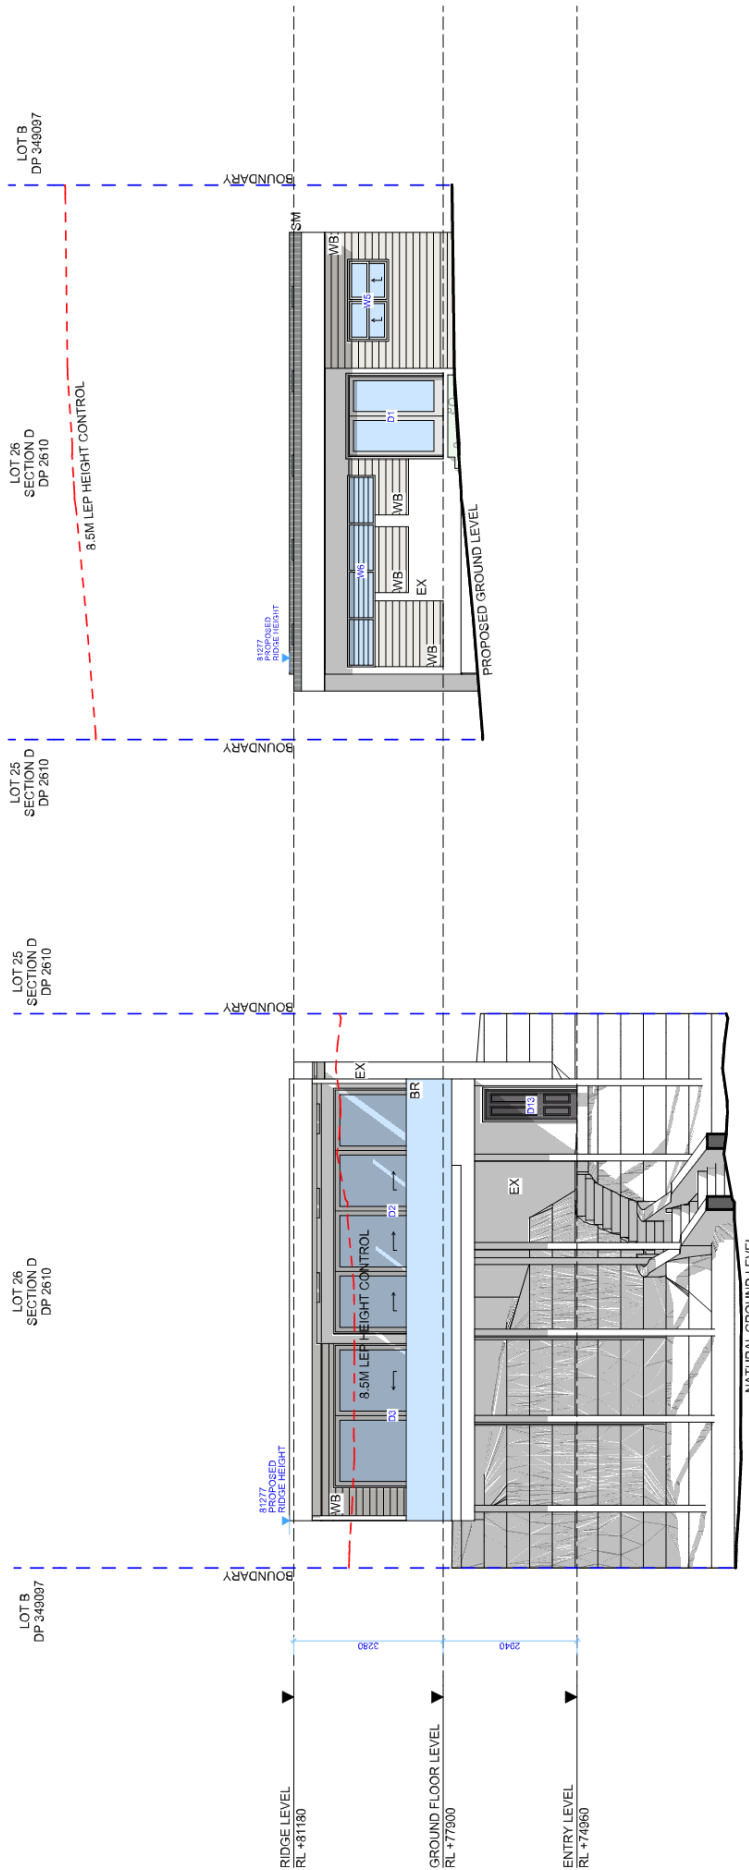 RIDGE LEVEL
RL +81180
GROUND FLOOR LEVEL
RL +77900
ENTRY LEVEL
RL +74960
3280
2940
LOT B
DP 349097
BOUNDARY
81277
PROPOSED
RIDGE HEIGHT
LOT 26
SECTION D
DP 2610
8.5M LEP HEIGHT CONTROL
WB
D3
D2
BR
EX
EX
D13
NATURAL GROUND LEVEL
BOUNDARY
LOT 25
SECTION D
DP 2610
LOT 25
SECTION D
DP 2610
BOUNDARY
81277
PROPOSED
RIDGE HEIGHT
LOT 26
SECTION D
DP 2610
8.5M LEP HEIGHT CONTROL
W6
WB
WB
WB
EX
D1
W5
WB
SM
PROPOSED GROUND LEVEL
BOUNDARY
LOT B
DP 349097